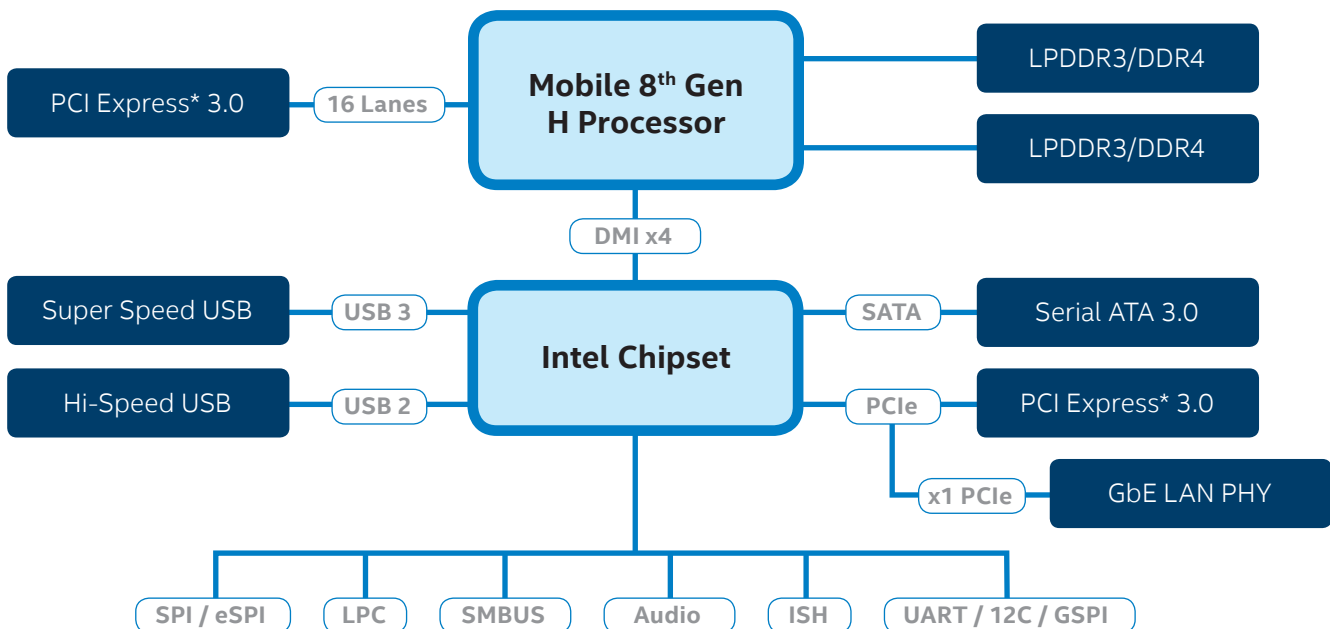 PCI Express* 3.0
16 Lanes
Mobile 8th Gen
H Processor
LPDDR3/DDR4
LPDDR3/DDR4
DMI x4
Super Speed USB
USB 3
Hi-Speed USB
USB 2
Intel Chipset
SATA
Serial ATA 3.0
PCIe
PCI Express* 3.0
x1 PCIe
GbE LAN PHY
SPI / eSPI
LPC
SMBUS
Audio
ISH
UART / 12C / GSPI